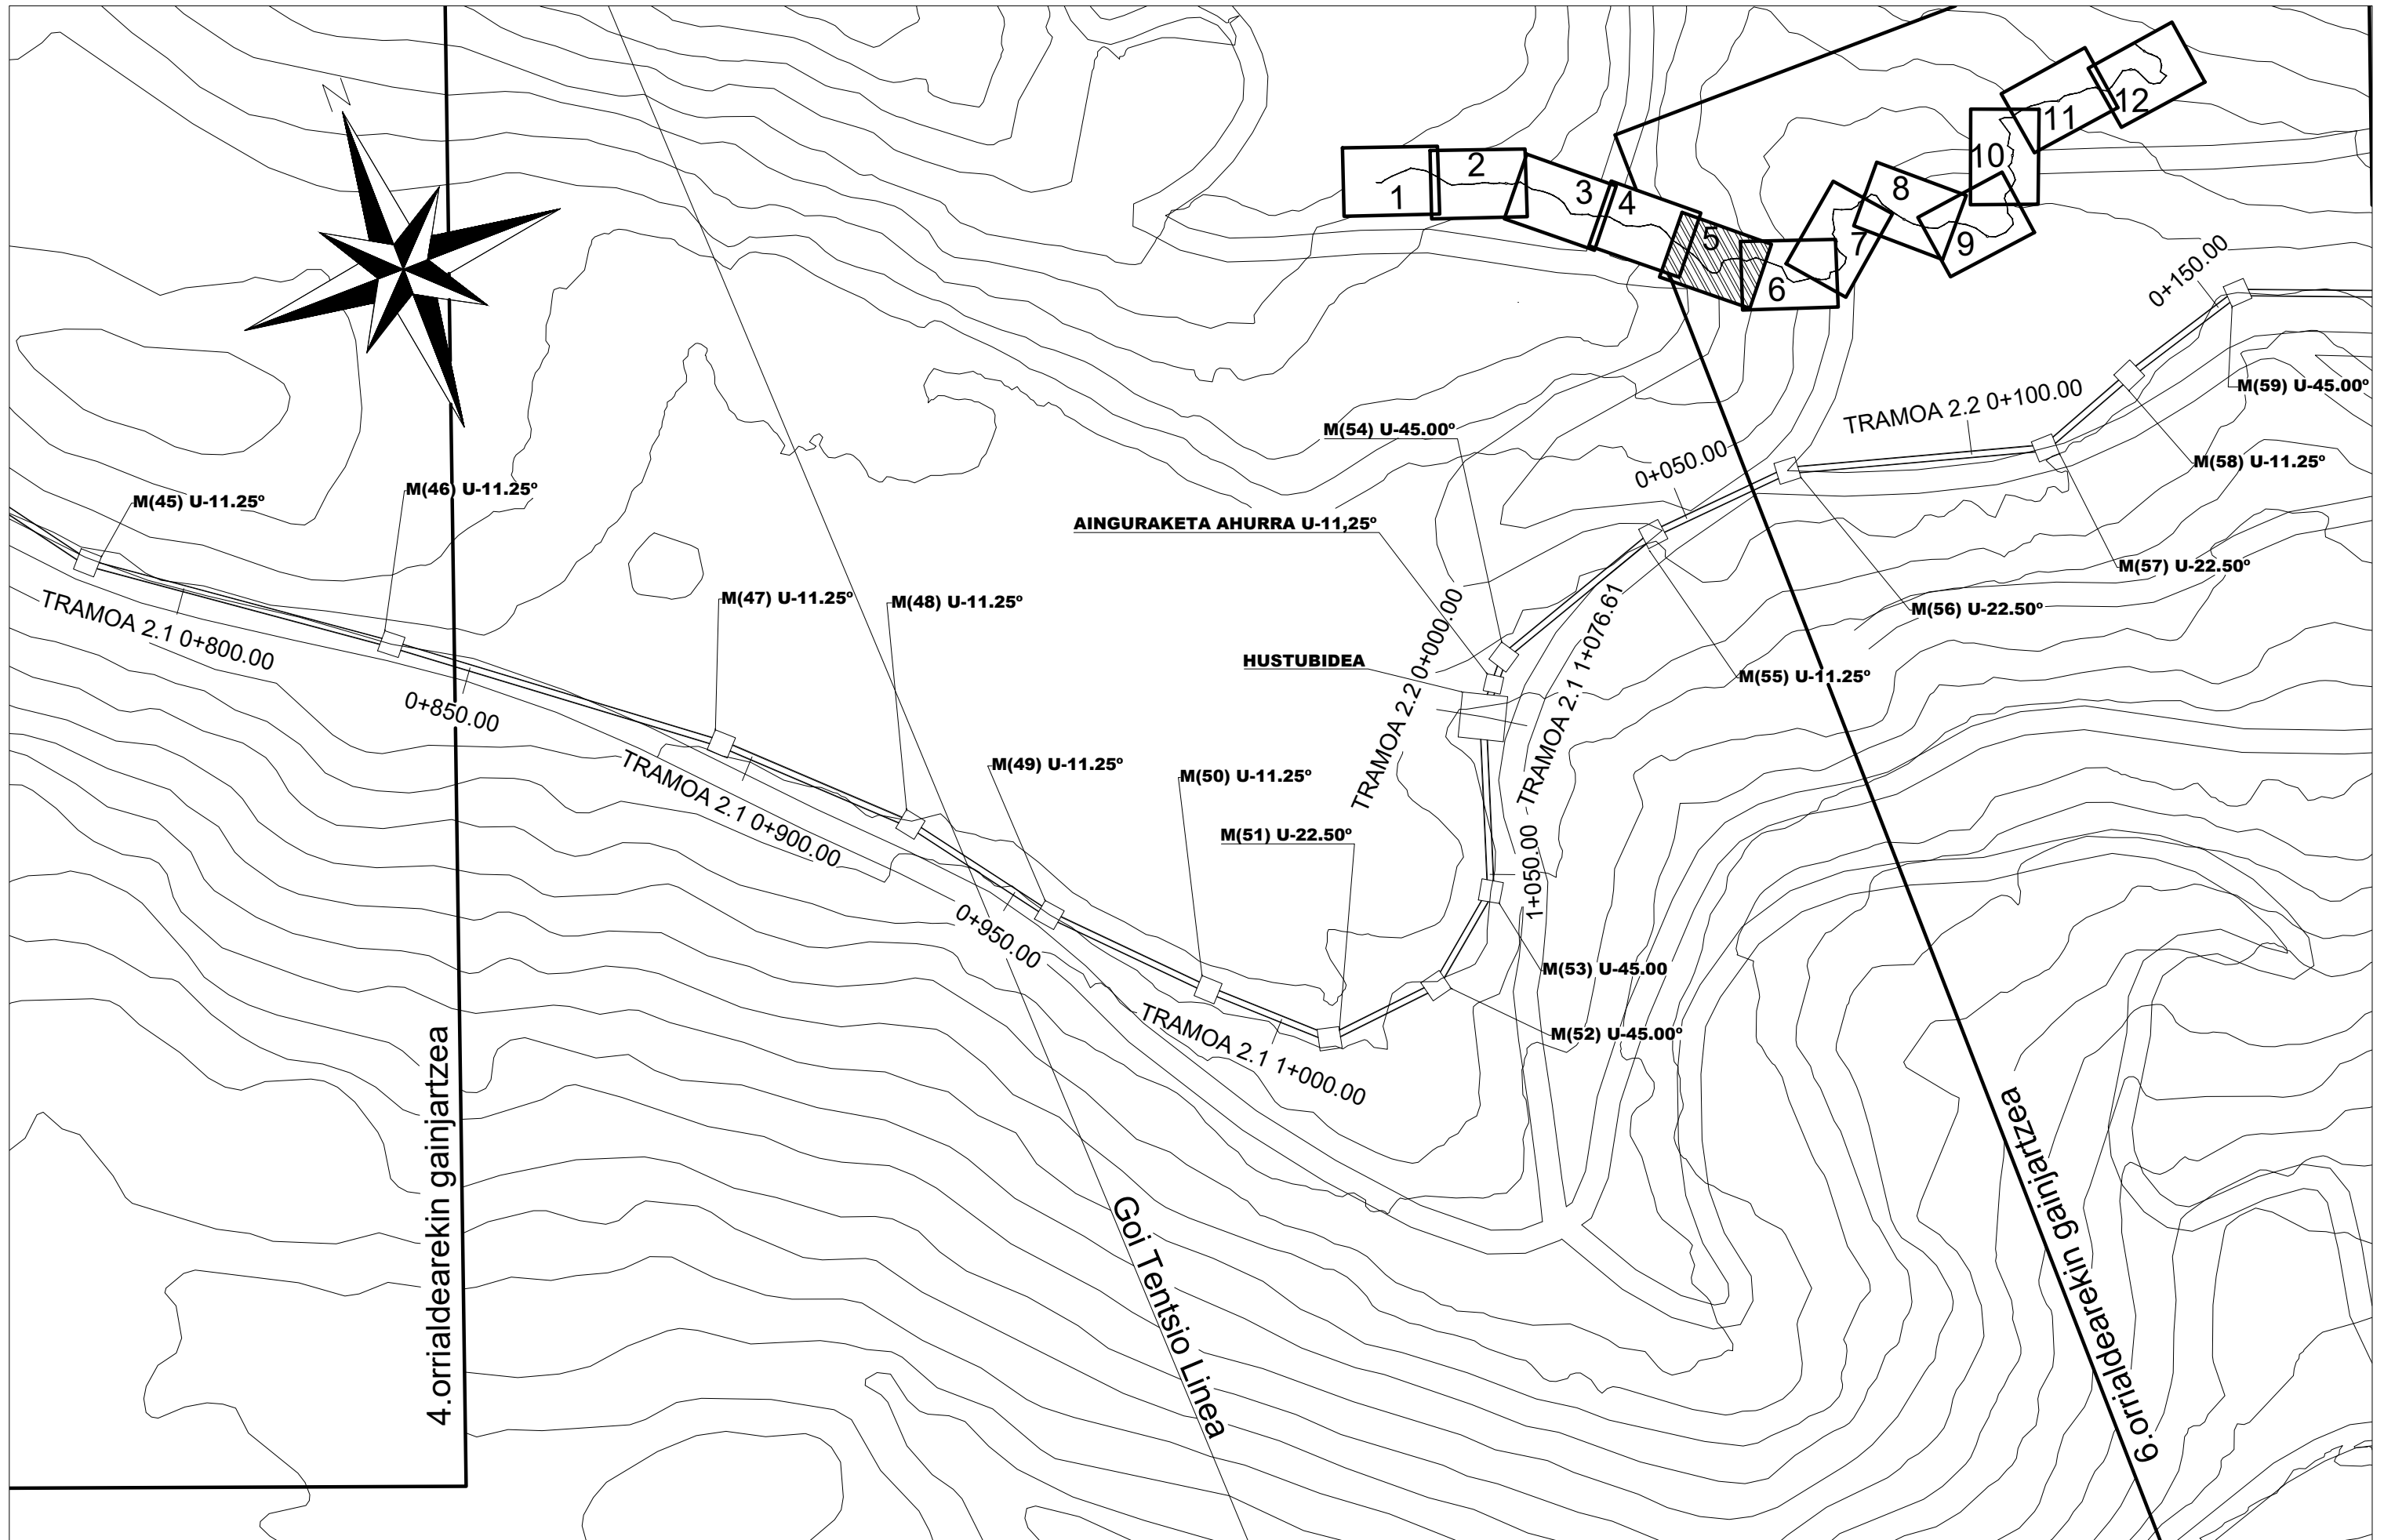 N
1
2
3
4
5
6
7
8
9
10
11
12
0+150.00
M(59) U-45.00º
TRAMOA 2.2 0+100.00
M(54) U-45.00º
M(58) U-11.25º
0+050.00
M(46) U-11.25º
M(45) U-11.25º
AINGURAKETA AHURRA U-11,25º
M(57) U-22.50º
M(47) U-11.25º
M(48) U-11.25º
M(56) U-22.50º
TRAMOA 2.1 0+800.00
HUSTUBIDEA
M(55) U-11.25º
TRAMOA 2.2 0+000.00
TRAMOA 2.1 1+076.61
0+850.00
M(49) U-11.25º
M(50) U-11.25º
TRAMOA 2.1 0+900.00
M(51) U-22.50º
1+050.00
0+950.00
M(53) U-45.00
M(52) U-45.00º
TRAMOA 2.1 1+000.00
4.orrialdearekin gainjartzea
Goi Tentsio Linea
6.orrialdearekin gainjartzea